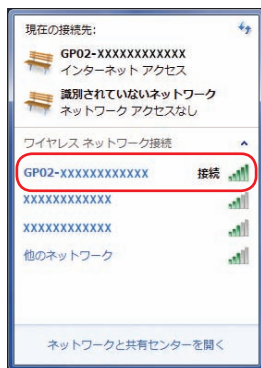 現在の接続先:
GP02-XXXXXXXXXXXX
インターネット アクセス
識別されていないネットワーク
ネットワーク アクセスなし
ワイヤレス ネットワーク接続
GP02-XXXXXXXXXXXX 接続
XXXXXXXXXXXX
XXXXXXXXXXXX
他のネットワーク
ネットワークと共有センターを開く